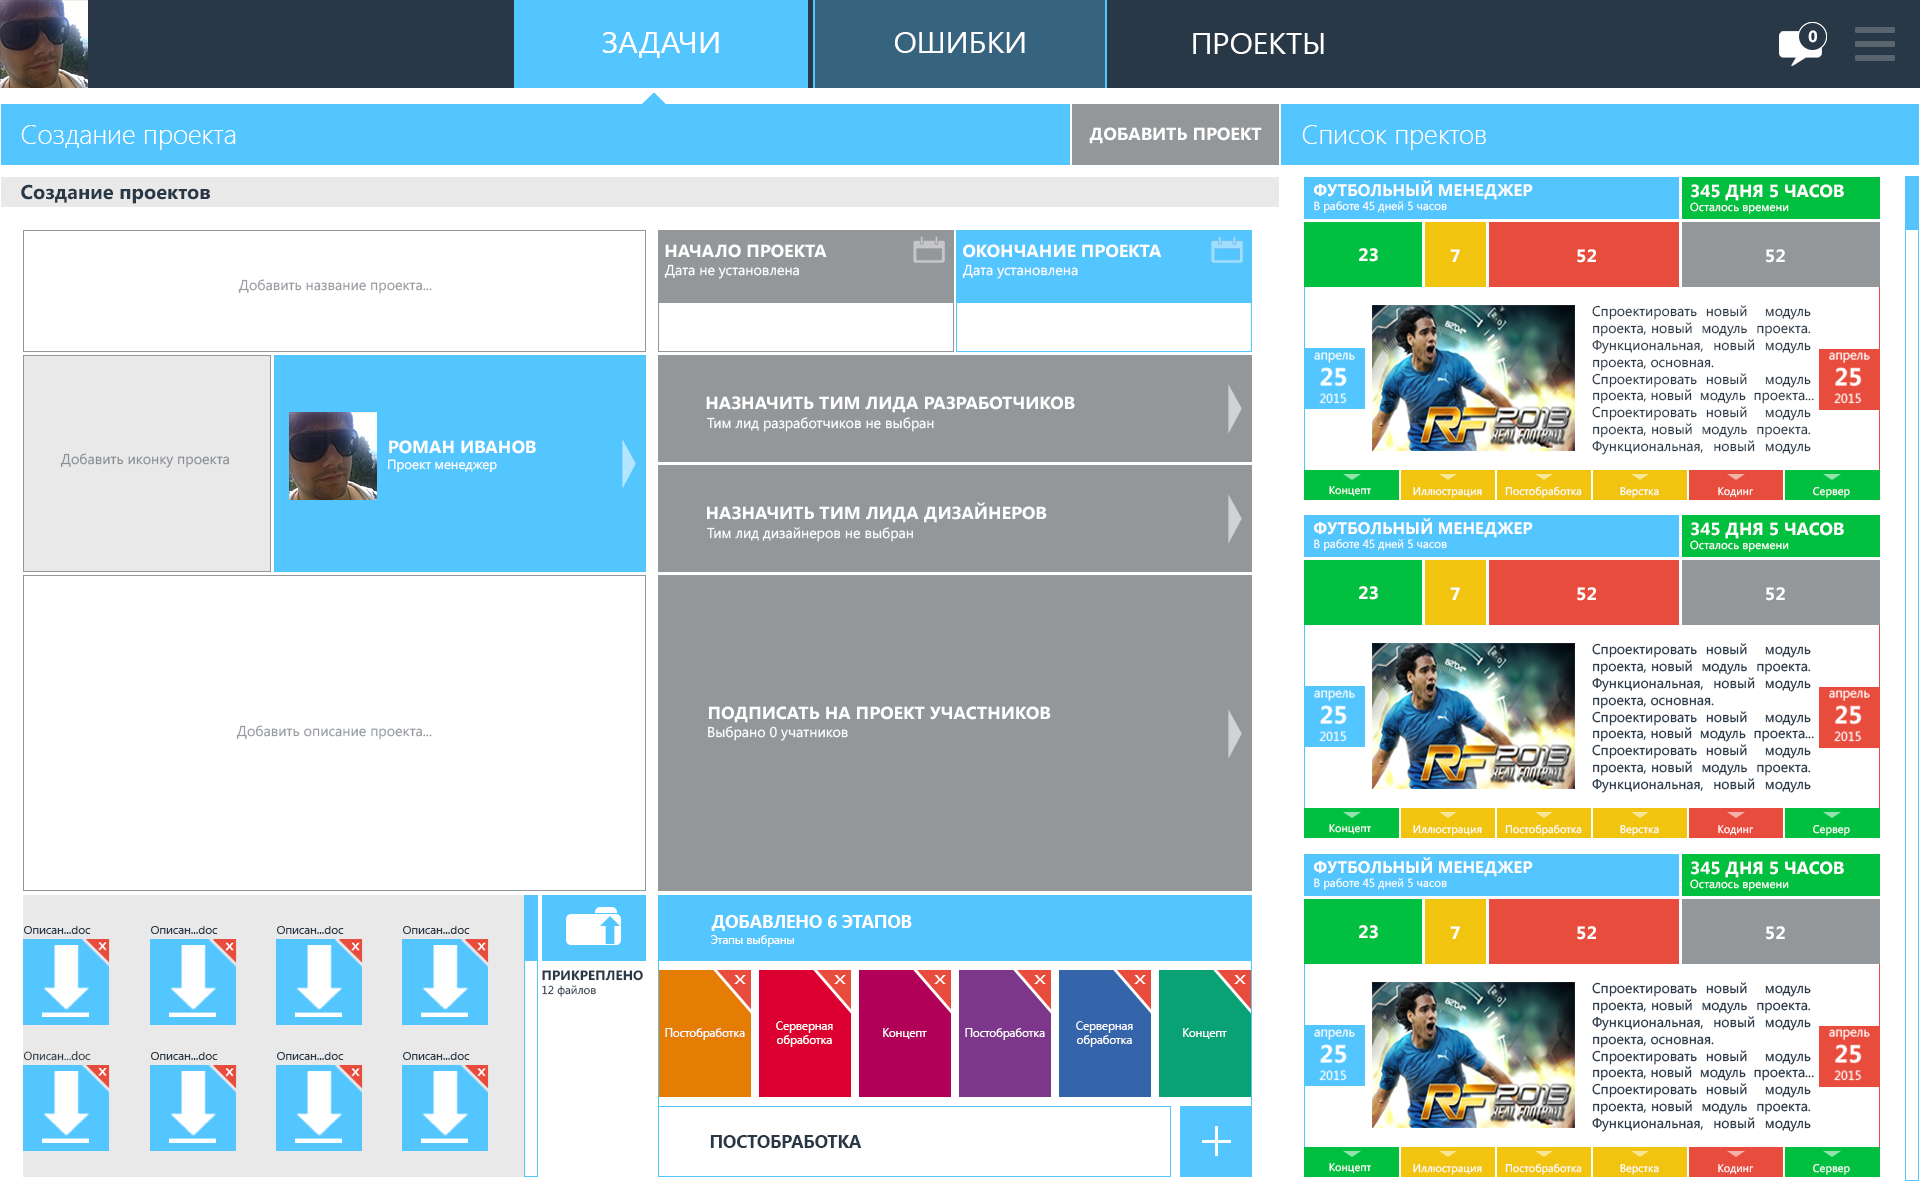 ЗАДАЧИ
ОШИБКИ
ПРОЕКТЫ
0
Создание проекта
ДОБАВИТЬ ПРОЕКТ
Список пректов
Создание проектов
Добавить название проекта...
НАЧАЛО ПРОЕКТА
Дата не установлена
ОКОНЧАНИЕ ПРОЕКТА
Дата установлена
Добавить иконку проекта
РОМАН ИВАНОВ
Проект менеджер
НАЗНАЧИТЬ ТИМ ЛИДА РАЗРАБОТЧИКОВ
Тим лид разработчиков не выбран
НАЗНАЧИТЬ ТИМ ЛИДА ДИЗАЙНЕРОВ
Тим лид дизайнеров не выбран
Добавить описание проекта...
ПОДПИСАТЬ НА ПРОЕКТ УЧАСТНИКОВ
Выбрано 0 учатников
Описан...doc
Описан...doc
Описан...doc
Описан...doc
x
x
x
x
Описан...doc
Описан...doc
Описан...doc
Описан...doc
x
x
x
x
ПРИКРЕПЛЕНО
12 файлов
ДОБАВЛЕНО 6 ЭТАПОВ
Этапы выбраны
Постобработка
Серверная
обработка
Концепт
Постобработка
Серверная
обработка
Концепт
ПОСТОБРАБОТКА
ФУТБОЛЬНЫЙ МЕНЕДЖЕР
В работе 45 дней 5 часов
345 ДНЯ 5 ЧАСОВ
Осталось времени
23
7
52
52
апрель
25
2015
RF 2013
REAL FOOTBALL
Спроектировать новый модуль
проекта, новый модуль проекта.
Функциональная, новый модуль
проекта, основная.
Спроектировать новый модуль
проекта, новый модуль проекта...
Спроектировать новый модуль
проекта, новый модуль проекта.
Функциональная, новый модуль
апрель
25
2015
Концепт
Иллюстрация
Постобработка
Верстка
Кодинг
Сервер
ФУТБОЛЬНЫЙ МЕНЕДЖЕР
В работе 45 дней 5 часов
345 ДНЯ 5 ЧАСОВ
Осталось времени
23
7
52
52
апрель
25
2015
RF 2013
REAL FOOTBALL
Спроектировать новый модуль
проекта, новый модуль проекта.
Функциональная, новый модуль
проекта, основная.
Спроектировать новый модуль
проекта, новый модуль проекта...
Спроектировать новый модуль
проекта, новый модуль проекта.
Функциональная, новый модуль
апрель
25
2015
Концепт
Иллюстрация
Постобработка
Верстка
Кодинг
Сервер
ФУТБОЛЬНЫЙ МЕНЕДЖЕР
В работе 45 дней 5 часов
345 ДНЯ 5 ЧАСОВ
Осталось времени
23
7
52
52
апрель
25
2015
RF 2013
REAL FOOTBALL
Спроектировать новый модуль
проекта, новый модуль проекта.
Функциональная, новый модуль
проекта, основная.
Спроектировать новый модуль
проекта, новый модуль проекта...
Спроектировать новый модуль
проекта, новый модуль проекта.
Функциональная, новый модуль
апрель
25
2015
Концепт
Иллюстрация
Постобработка
Верстка
Кодинг
Сервер